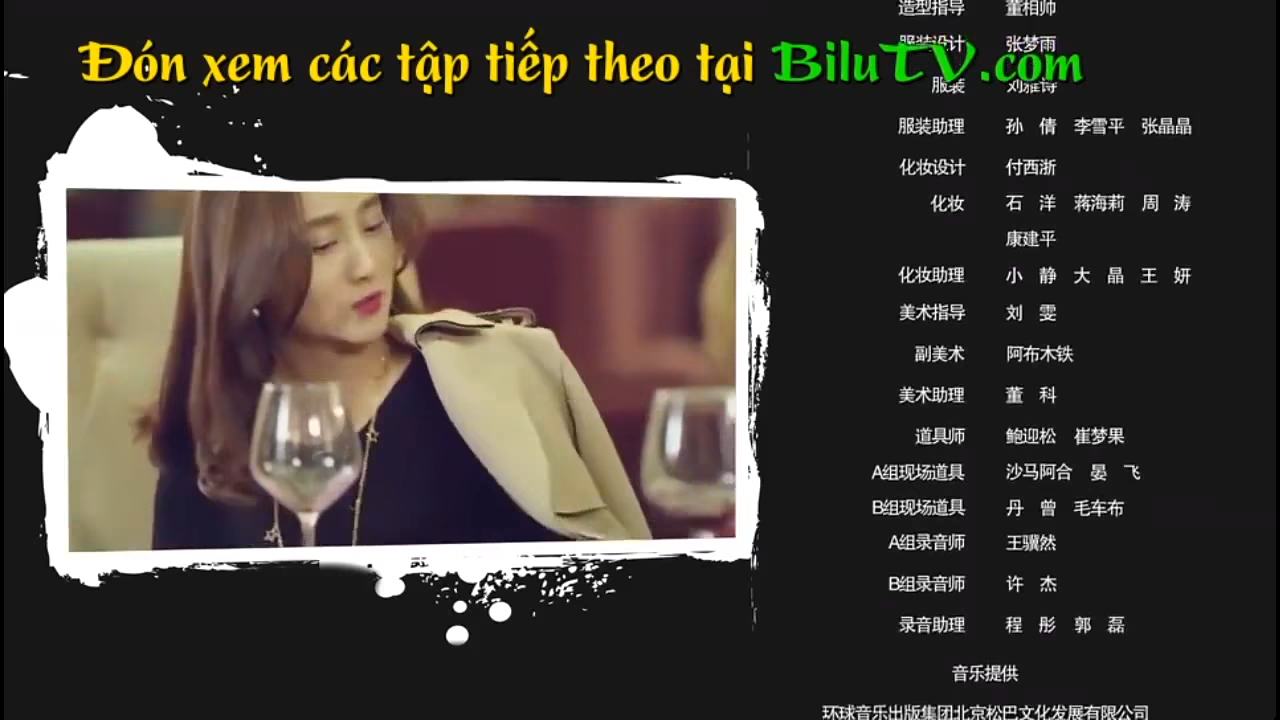 造型指导 董相帅
Đón xem các tập tiếp theo tại BiluTV.com
服装设计 张梦雨
服装 刘雅诗
服装助理 孙 倩 李雪平 张晶晶
化妆设计 付西浙
化妆 石 洋 蒋海莉 周 涛
康建平
化妆助理 小 静 大 晶 王 妍
美术指导 刘 雯
副美术 阿布木铁
美术助理 董 科
道具师 鲍迎松 崔梦果
A组现场道具 沙马阿合 晏 飞
B组现场道具 丹 曾 毛车布
A组录音师 王骥然
B组录音师 许 杰
录音助理 程 彤 郭 磊
音乐提供
环球音乐出版集团北京松巴文化发展有限公司